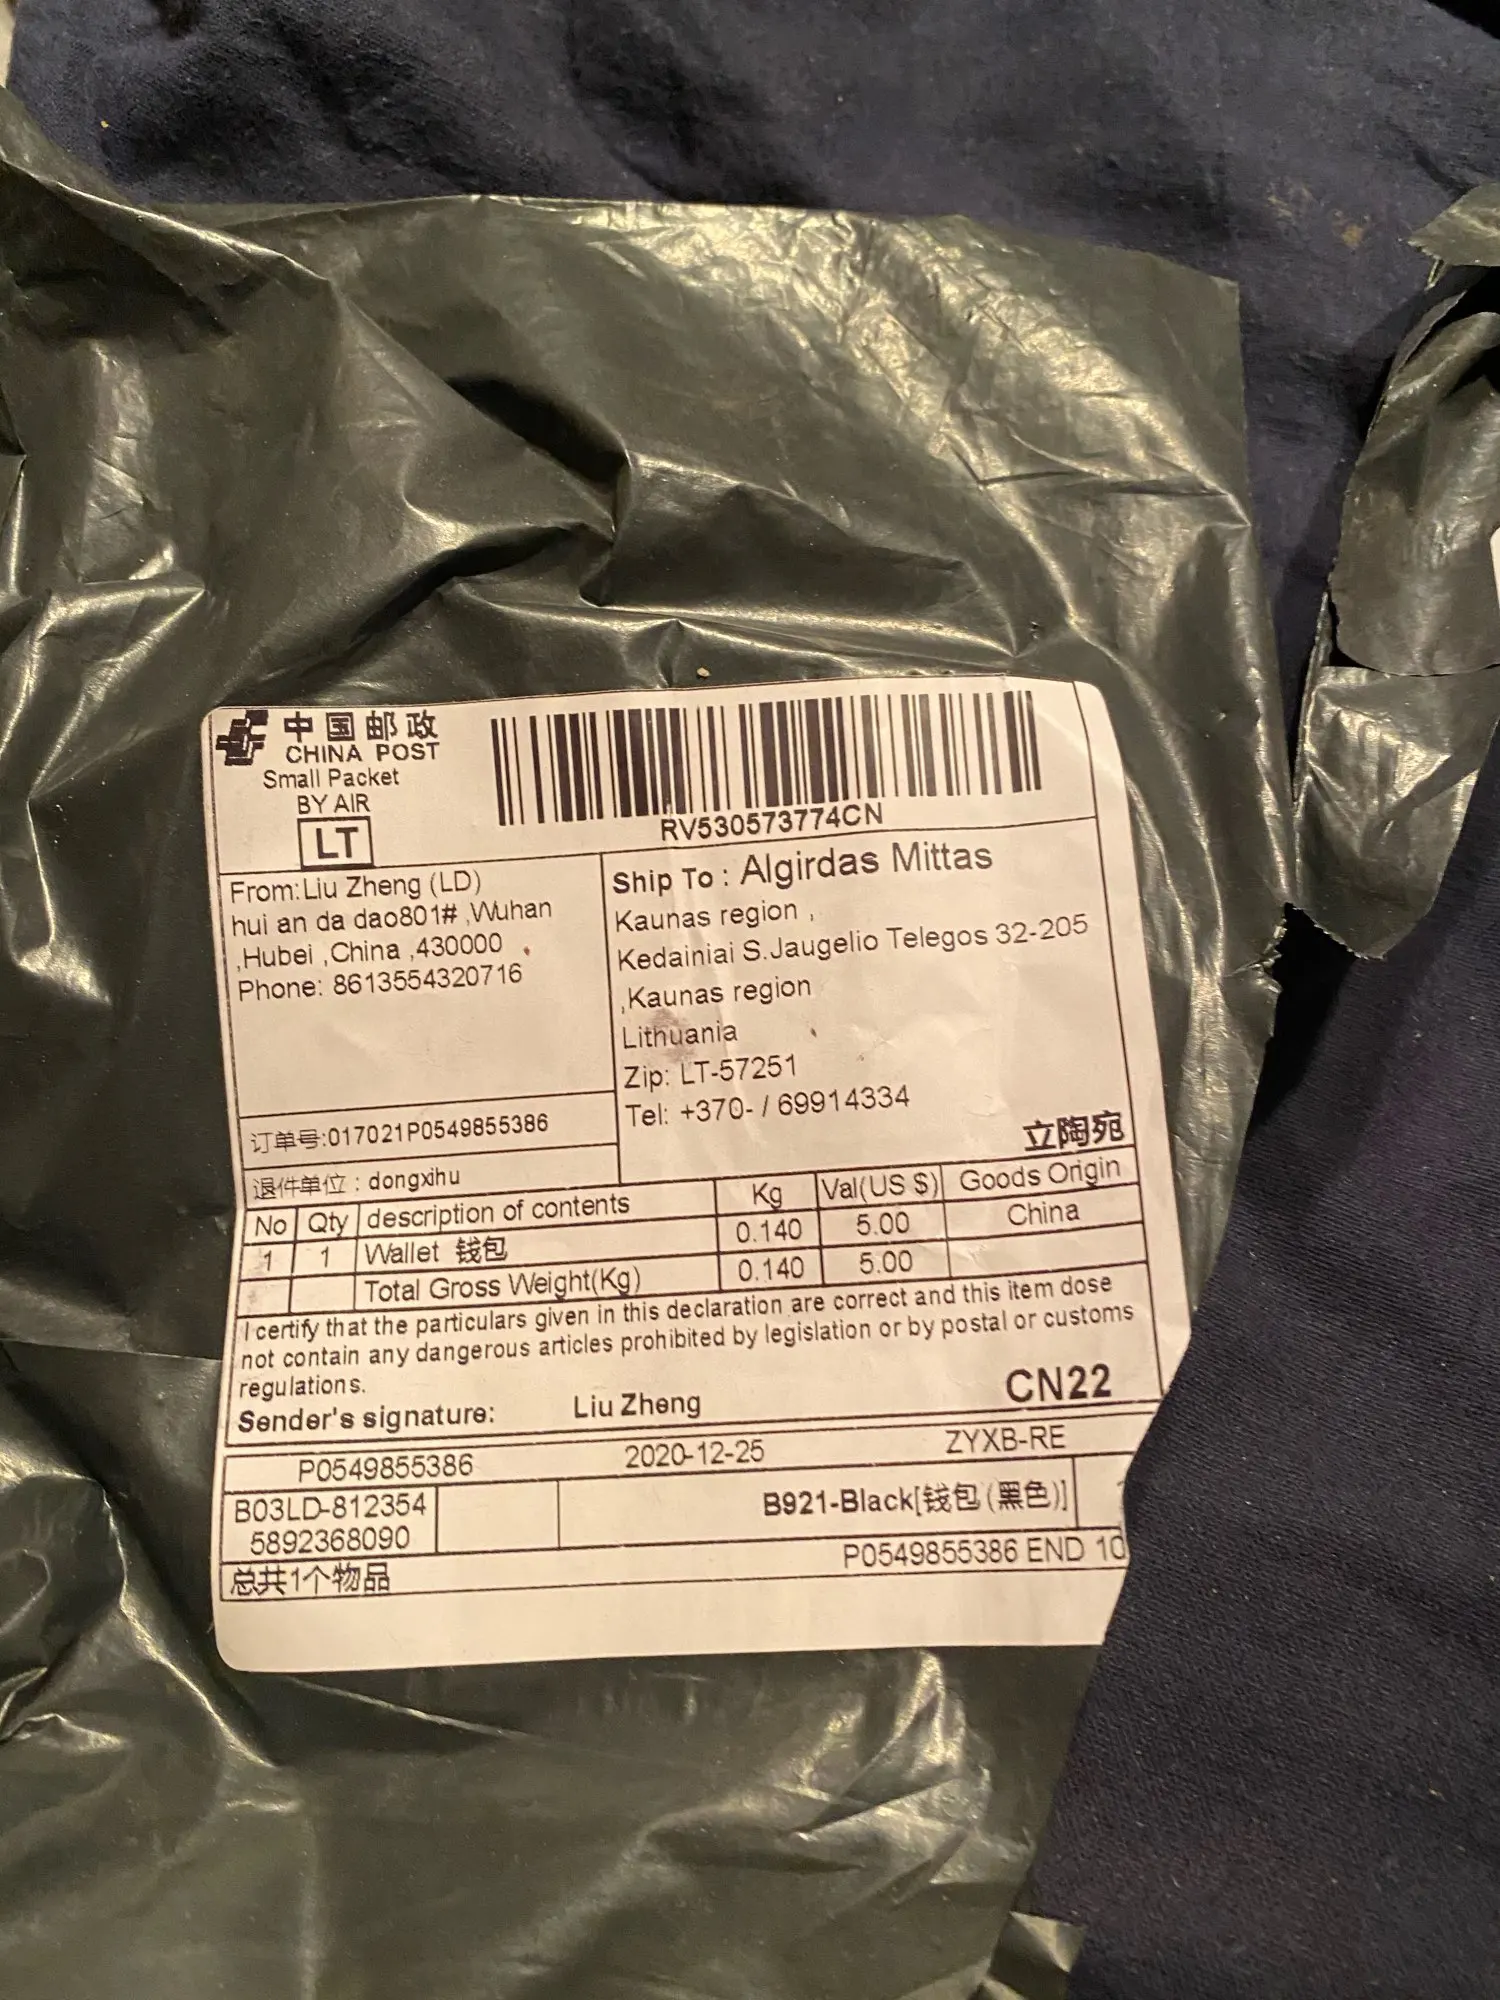 中国邮政
CHINA POST
Small Packet
BY AIR
LT
RV530573774CN
From:Liu Zheng (LD)
hui an da dao801# ,Wuhan
,Hubei ,China ,430000
Phone: 8613554320716
Ship To : Algirdas Mittas
Kaunas region ,
Kedainiai S.Jaugelio Telegos 32-205
,Kaunas region
Lithuania
Zip: LT-57251
Tel: +370- / 69914334
立陶宛
订单号:017021P0549855386
退件单位 : dongxihu
No Qty description of contents Kg Val(US $) Goods Origin
1 1 Wallet 钱包 0.140 5.00 China
Total Gross Weight(Kg) 0.140 5.00
I certify that the particulars given in this declaration are correct and this item dose
not contain any dangerous articles prohibited by legislation or by postal or customs
regulations.
Sender's signature: Liu Zheng CN22
P0549855386 2020-12-25 ZYXB-RE
B03LD-812354
5892368090
B921-Black[钱包 (黑色)]
P0549855386 END 10
总共1个物品